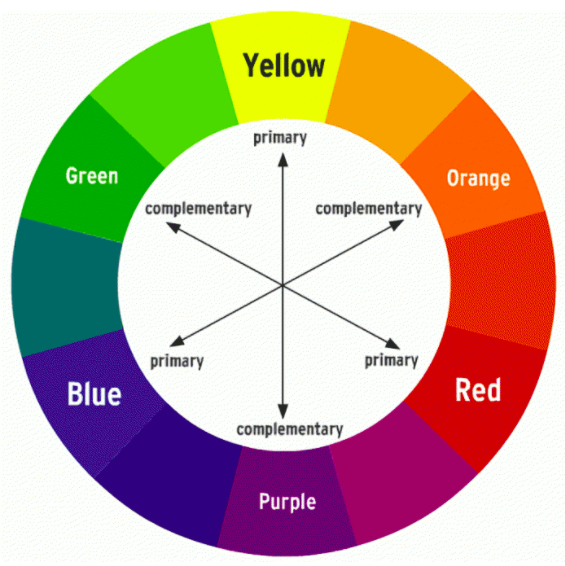 Yellow
primary
Green
Orange
complementary
complementary
primary
primary
Blue
Red
complementary
Purple